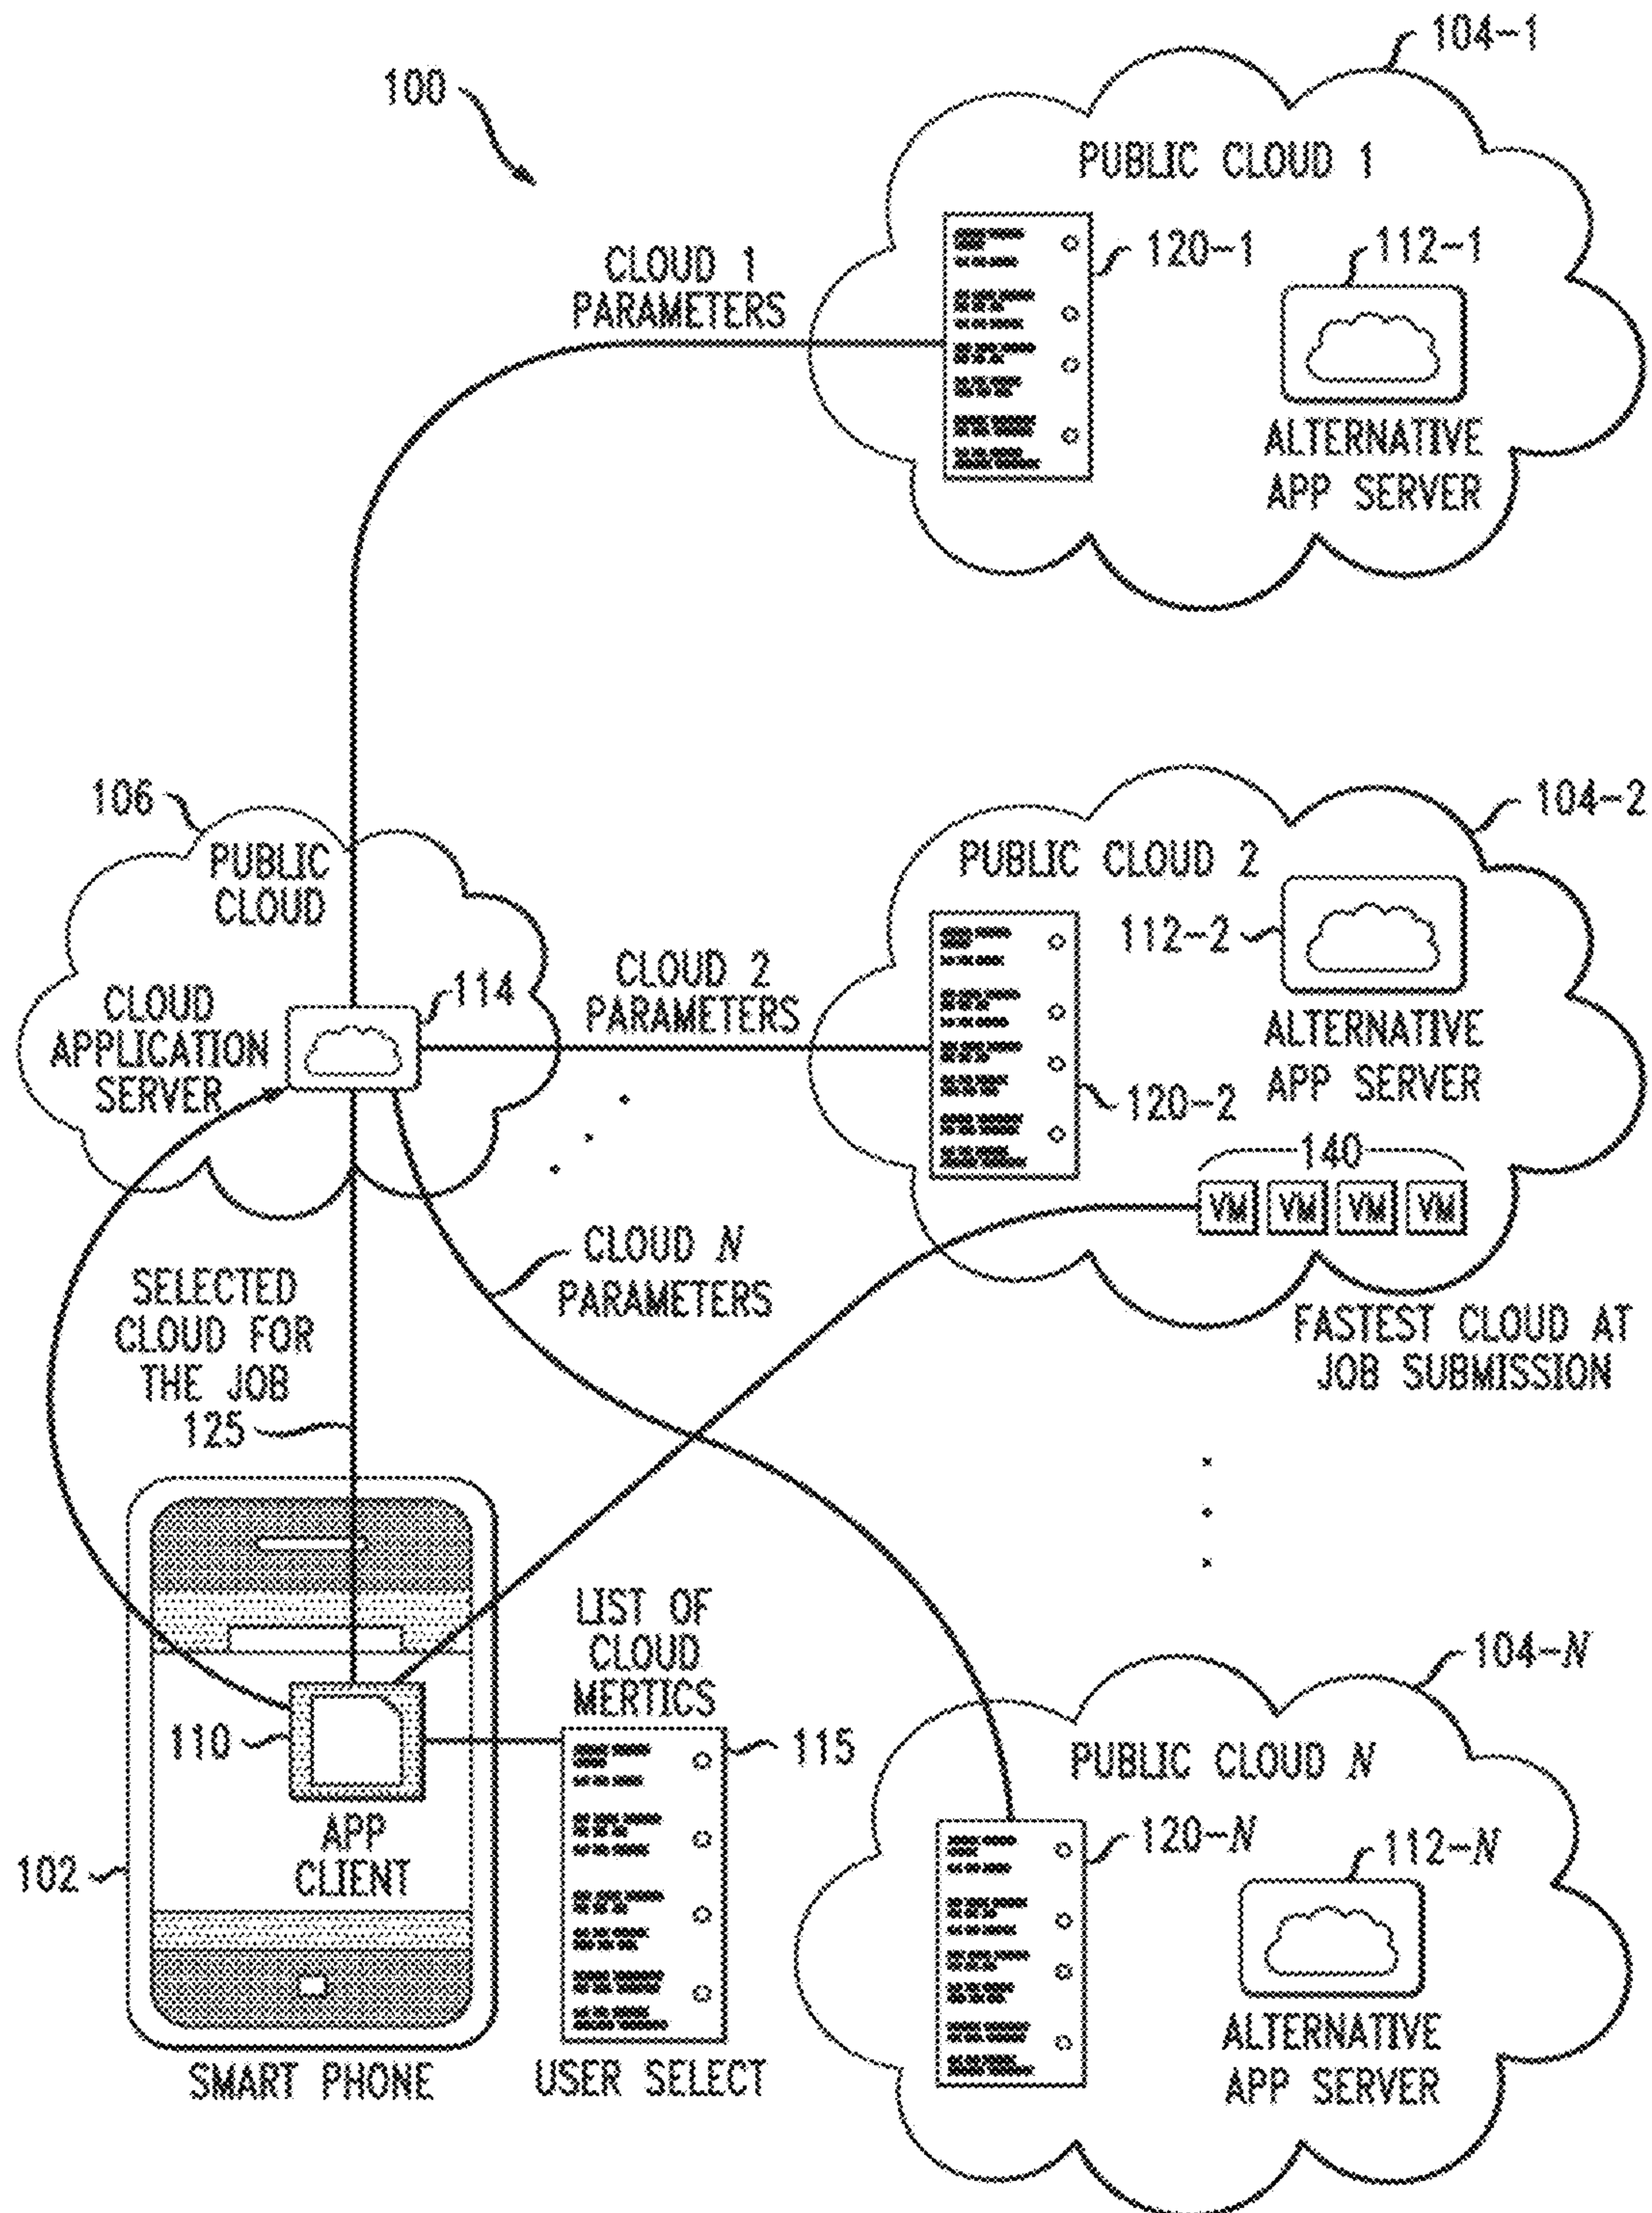 104-1
100
PUBLIC CLOUD 1
120-1
112-1
CLOUD 1
PARAMETERS
ALTERNATIVE
APP SERVER
106
PUBLIC
CLOUD
104-2
PUBLIC CLOUD 2
112-2
CLOUD
APPLICATION
SERVER
114
CLOUD 2
PARAMETERS
ALTERNATIVE
APP SERVER
120-2
140
VM VM VM VM
CLOUD N
PARAMETERS
SELECTED
CLOUD FOR
THE JOB
125
FASTEST CLOUD AT
JOB SUBMISSION
LIST OF
CLOUD
MERTICS
104-N
110
115
PUBLIC CLOUD N
APP
CLIENT
102
120-N
112-N
ALTERNATIVE
APP SERVER
SMART PHONE
USER SELECT